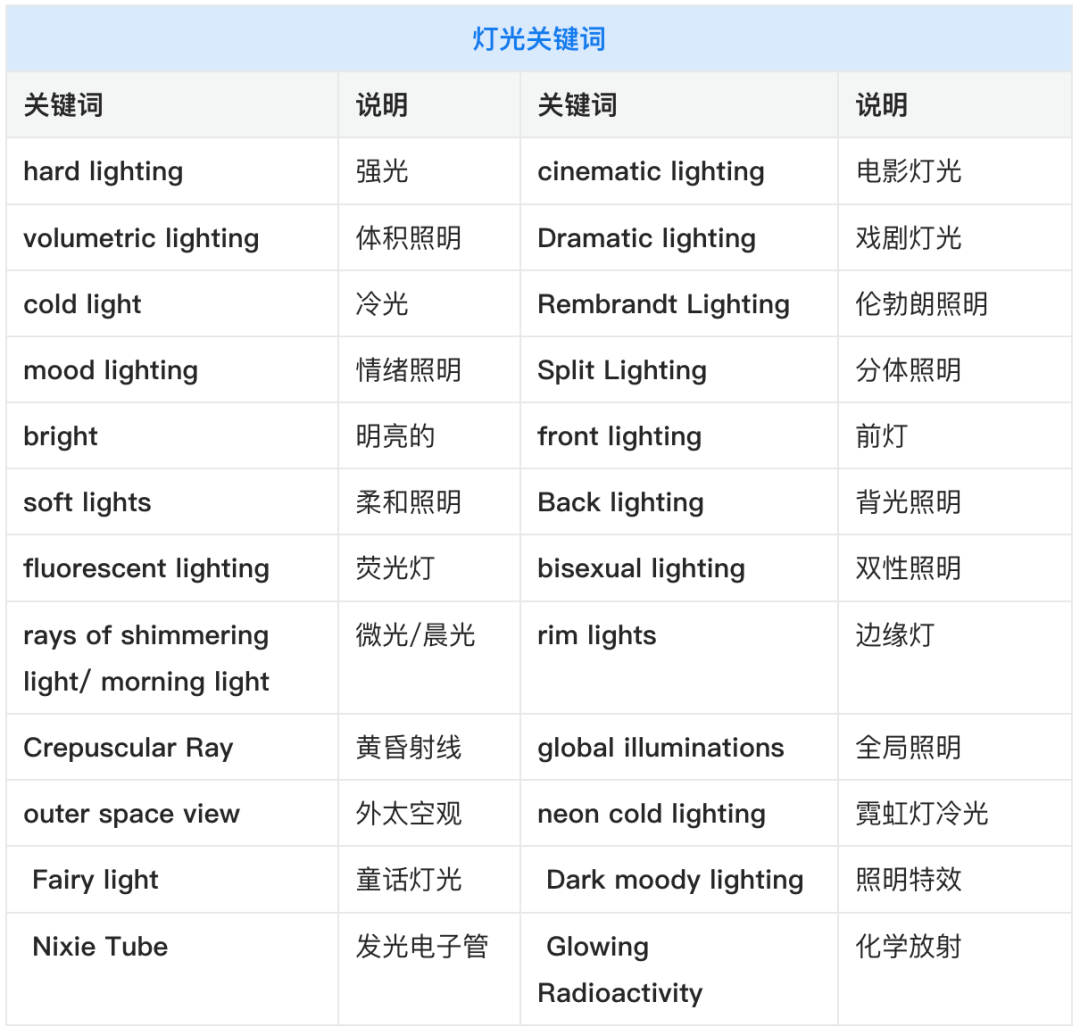 灯光关键词
关键词 说明 关键词 说明
hard lighting 强光 cinematic lighting 电影灯光
volumetric lighting 体积照明 Dramatic lighting 戏剧灯光
cold light 冷光 Rembrandt Lighting 伦勃朗照明
mood lighting 情绪照明 Split Lighting 分体照明
bright 明亮的 front lighting 前灯
soft lights 柔和照明 Back lighting 背光照明
fluorescent lighting 荧光灯 bisexual lighting 双性照明
rays of shimmering 微光/晨光 rim lights 边缘灯
light/ morning light
Crepuscular Ray 黄昏射线 global illuminations 全局照明
outer space view 外太空观 neon cold lighting 霓虹灯冷光
Fairy light 童话灯光 Dark moody lighting 照明特效
Nixie Tube 发光电子管 Glowing 化学放射
Radioactivity